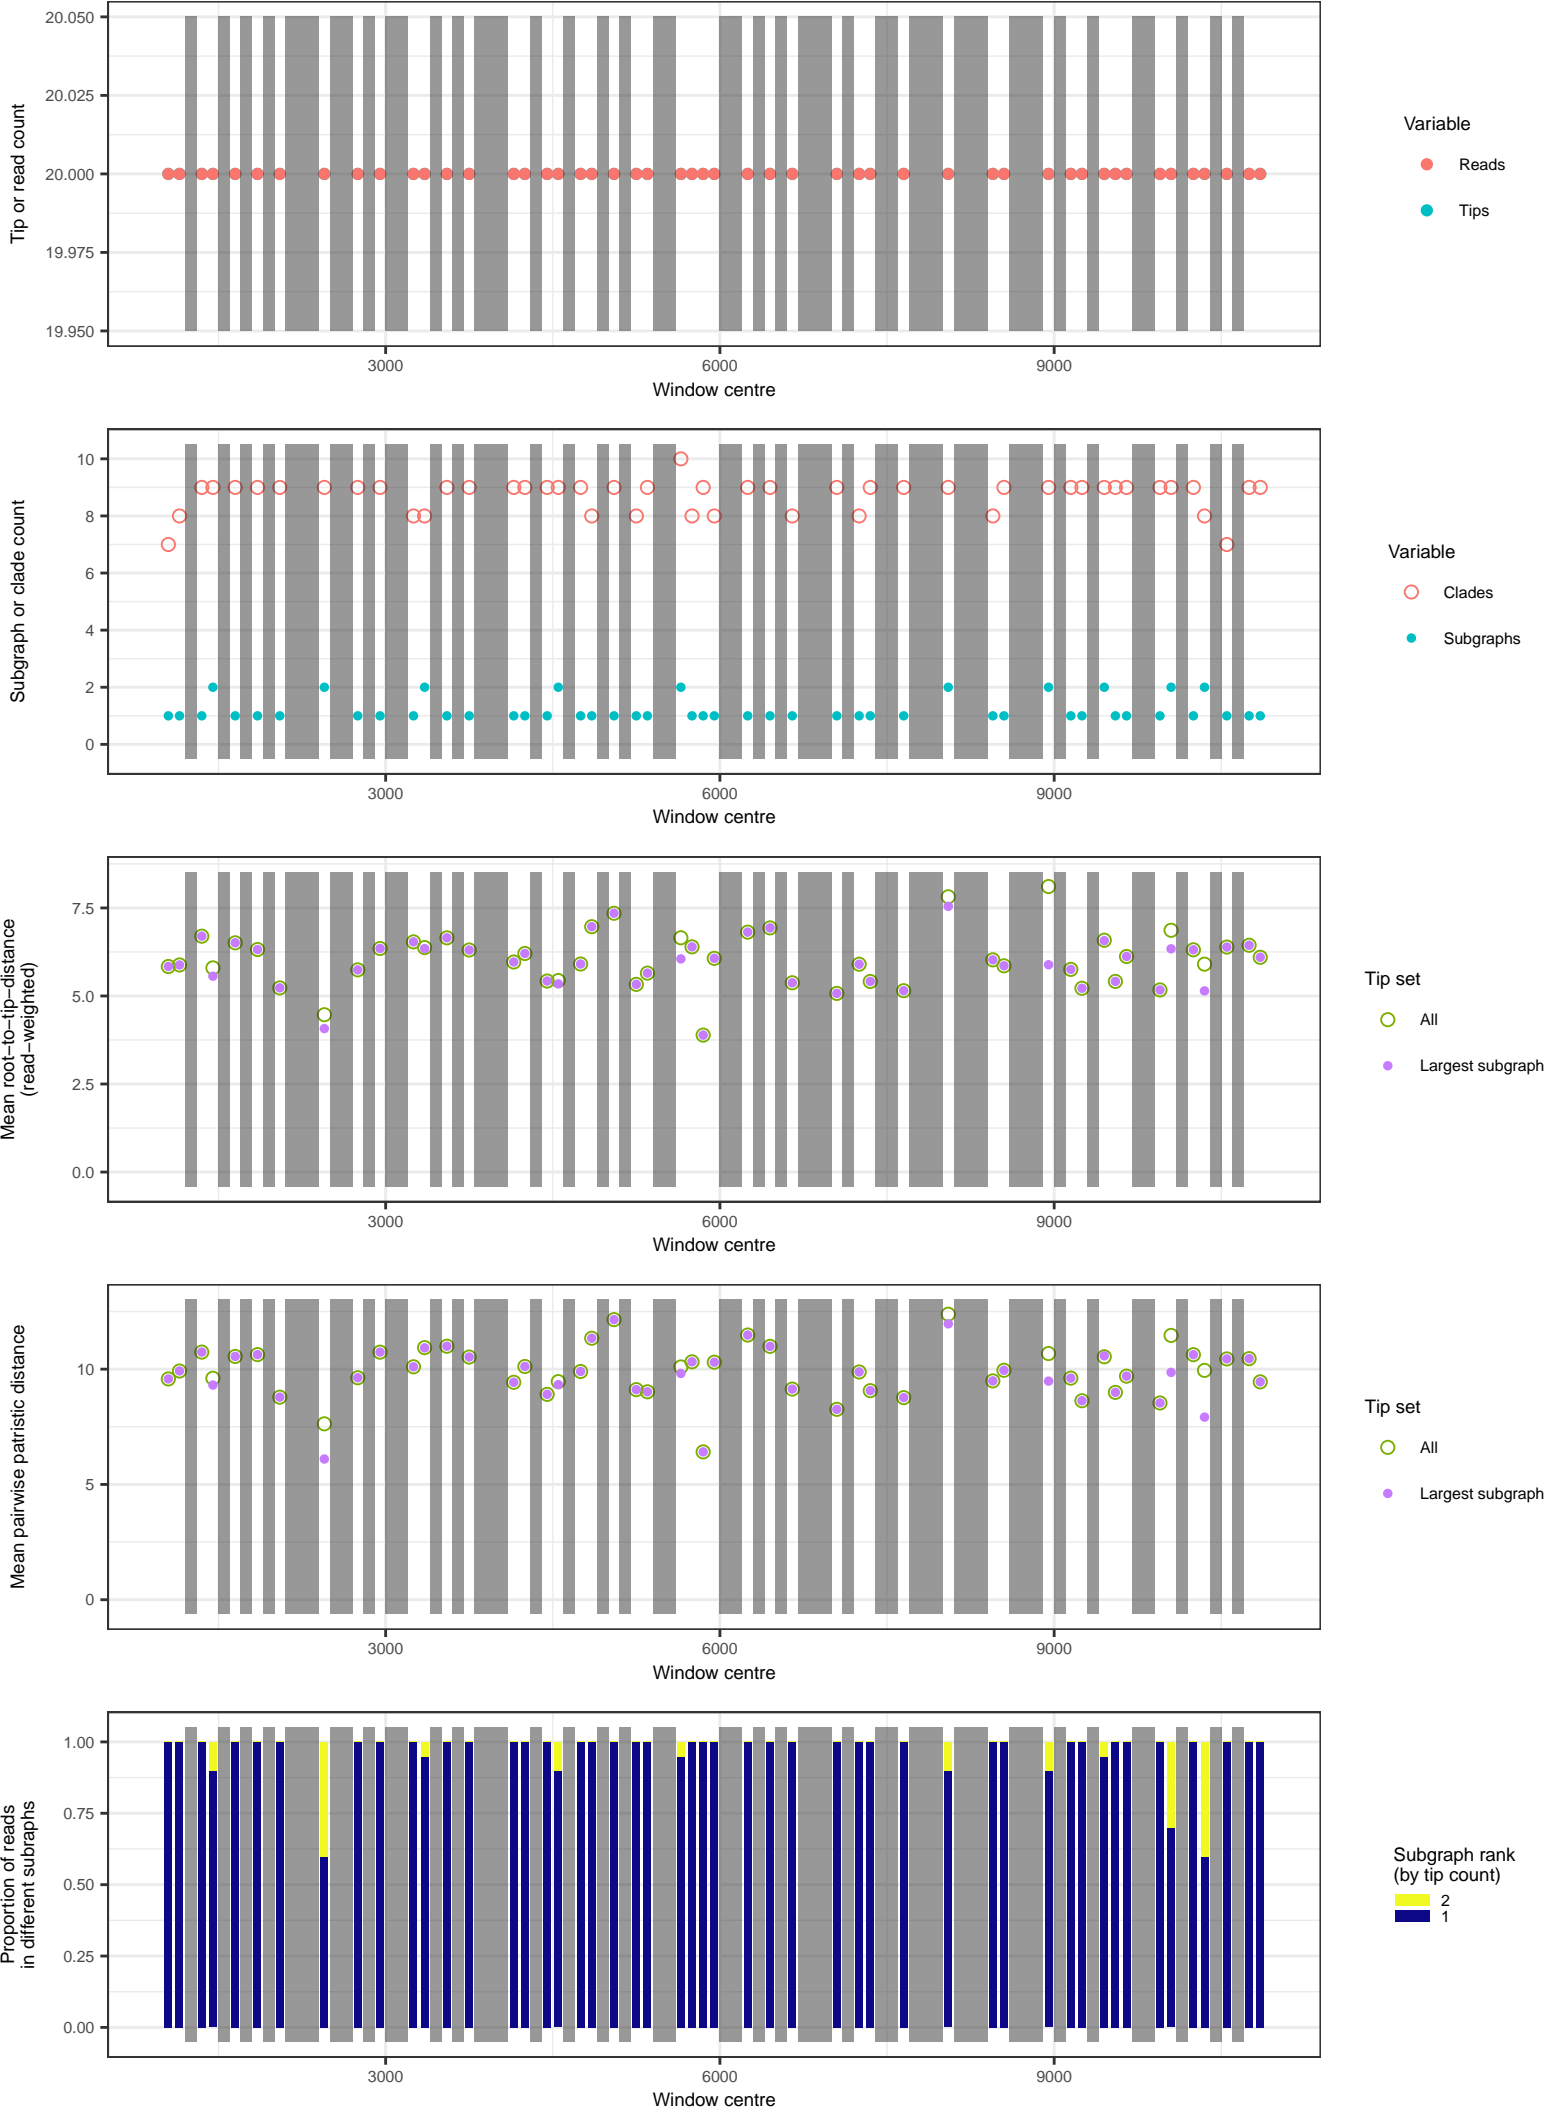 20.050
20.025
20.000
19.975
19.950
Tip or read count
3000
6000
9000
Window centre
Variable
Reads
Tips
10
8
6
4
2
0
Subgraph or clade count
3000
6000
9000
Window centre
Variable
Clades
Subgraphs
7.5
5.0
2.5
0.0
Mean root−to−tip−distance
(read−weighted)
3000
6000
9000
Window centre
Tip set
All
Largest subgraph
10
5
0
Mean pairwise patristic distance
3000
6000
9000
Window centre
Tip set
All
Largest subgraph
1.00
0.75
0.50
0.25
0.00
Proportion of reads
in different subraphs
3000
6000
9000
Window centre
Subgraph rank
(by tip count)
2
1